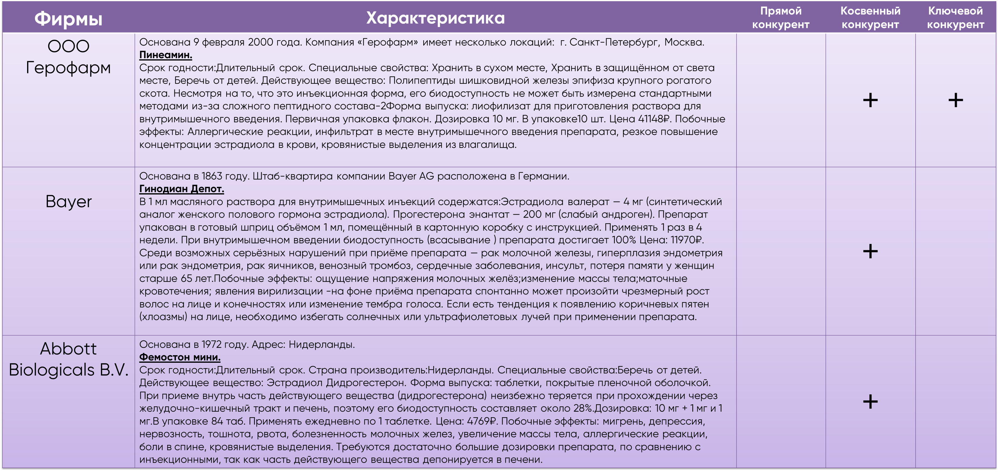 Фирмы
Характеристика
Прямой
конкурент
Косвенный
конкурент
Ключевой
конкурент
ООО
Герофарм
Основана 9 февраля 2000 года. Компания «Герофарм» имеет несколько локаций: г. Санкт-Петербург, Москва.
Пинеамин.
Срок годности:Длительный срок. Специальные свойства: Хранить в сухом месте, Хранить в защищённом от света
месте, Беречь от детей. Действующее вещество: Полипептиды шишковидной железы эпифиза крупного рогатого
скота. Несмотря на то, что это инъекционная форма, его биодоступность не может быть измерена стандартными
методами из-за сложного пептидного состава-2Форма выпуска: лиофилизат для приготовления раствора для
внутримышечного введения. Первичная упаковка флакон. Дозировка 10 мг. В упаковке10 шт. Цена 41148₽. Побочные
эффекты: Аллергические реакции, инфильтрат в месте внутримышечного введения препарата, резкое повышение
концентрации эстрадиола в крови, кровянистые выделения из влагалища.
+
+
Bayer
Основана в 1863 году. Штаб-квартира компании Bayer AG расположена в Германии.
Гинодиан Депот.
В 1 мл масляного раствора для внутримышечных инъекций содержатся:Эстрадиола валерат — 4 мг (синтетический
аналог женского полового гормона эстрадиола). Прогестерона энантат — 200 мг (слабый андроген). Препарат
упакован в готовый шприц объёмом 1 мл, помещённый в картонную коробку с инструкцией. Применять 1 раз в 4
недели. При внутримышечном введении биодоступность (всасывание ) препарата достигает 100% Цена: 11970₽.
Среди возможных серьёзных нарушений при приёме препарата — рак молочной железы, гиперплазия эндометрия
или рак эндометрия, рак яичников, венозный тромбоз, сердечные заболевания, инсульт, потеря памяти у женщин
старше 65 лет.Побочные эффекты: ощущение напряжения молочных желёз;изменение массы тела;маточные
кровотечения; явления вирилизации -на фоне приёма препарата спонтанно может произойти чрезмерный рост
волос на лице и конечностях или изменение тембра голоса. Если есть тенденция к появлению коричневых пятен
(хлоазмы) на лице, необходимо избегать солнечных или ультрафиолетовых лучей при применении препарата.
+
Abbott
Biologicals B.V.
Основана в 1972 году. Адрес: Нидерланды.
Фемостон мини.
Срок годности:Длительный срок. Страна производитель:Нидерланды. Специальные свойства:Беречь от детей.
Действующее вещество: Эстрадиол Дидрогестерон. Форма выпуска: таблетки, покрытые пленочной оболочкой.
При приеме внутрь часть действующего вещества (дидрогестерона) неизбежно теряется при прохождении через
желудочно-кишечный тракт и печень, поэтому его биодоступность составляет около 28%.Дозировка: 10 мг + 1 мг и 1
мг.В упаковке 84 таб. Применять ежедневно по 1 таблетке. Цена: 4769₽. Побочные эффекты: мигрень, депрессия,
нервозность, тошнота, рвота, болезненность молочных желез, увеличение массы тела, аллергические реакции,
боли в спине, кровянистые выделения. Требуются достаточно большие дозировки препарата, по сравнению с
инъекционными, так как часть действующего вещества депонируется в печени.
+